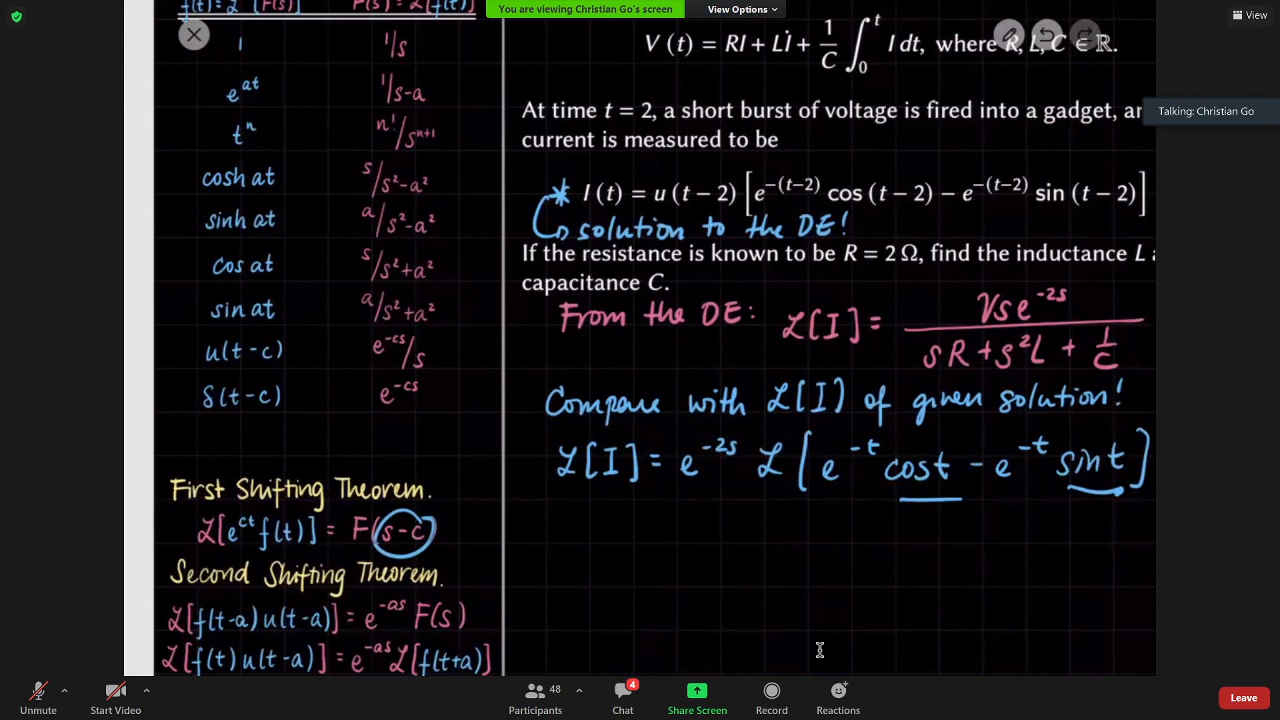 You are viewing Christian Go's screen
View Options
View
Talking: Christian Go
f(t) = ℒ⁻¹[F(s)] F(s) = ℒ[f(t)]
1 1/s
e^{at} 1/s-a
t^n n!/s^{n+1}
cosh at s/s²-a²
sinh at a/s²-a²
cos at s/s²+a²
sin at a/s²+a²
u(t-c) e^{-cs}/s
δ(t-c) e^{-cs}
First Shifting Theorem.
ℒ[e^{ct} f(t)] = F(s-c)
Second Shifting Theorem.
ℒ[f(t-a) u(t-a)] = e^{-as} F(s)
ℒ[f(t) u(t-a)] = e^{-as} ℒ[f(t+a)]
V (t) = RI + Lİ + 1/C ∫₀ᵗ I dt, where R, L, C ∈ ℝ.
At time t = 2, a short burst of voltage is fired into a gadget, an
current is measured to be
* I (t) = u (t − 2) [e^{−(t−2)} cos (t − 2) − e^{−(t−2)} sin (t − 2)]
solution to the DE!
If the resistance is known to be R = 2 Ω, find the inductance L a
capacitance C.
From the DE: ℒ[I] = Vse^{-2s} / sR + s²L + 1/C
Compare with ℒ[I] of given solution!
ℒ[I] = e^{-2s} ℒ[e^{-t} cost - e^{-t} sint]
Unmute
Start Video
48
Participants
4
Chat
Share Screen
Record
Reactions
Leave